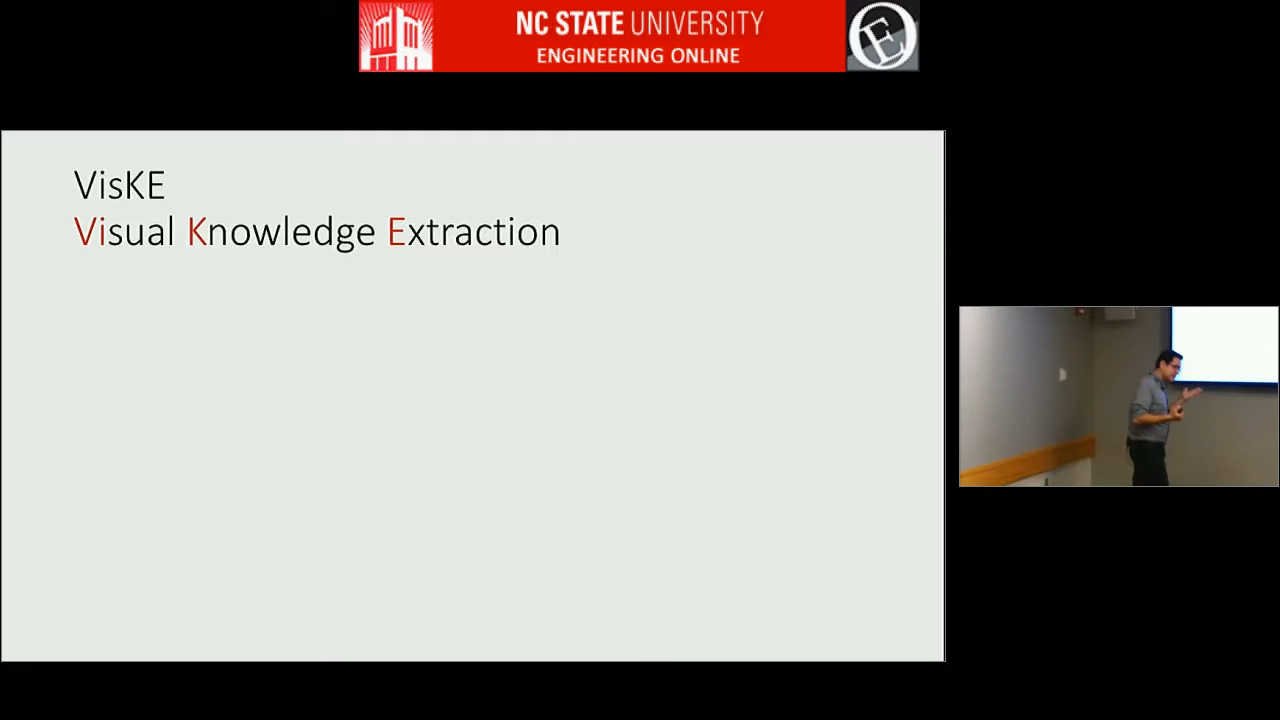 NC STATE UNIVERSITY
ENGINEERING ONLINE
VisKE
Visual Knowledge Extraction